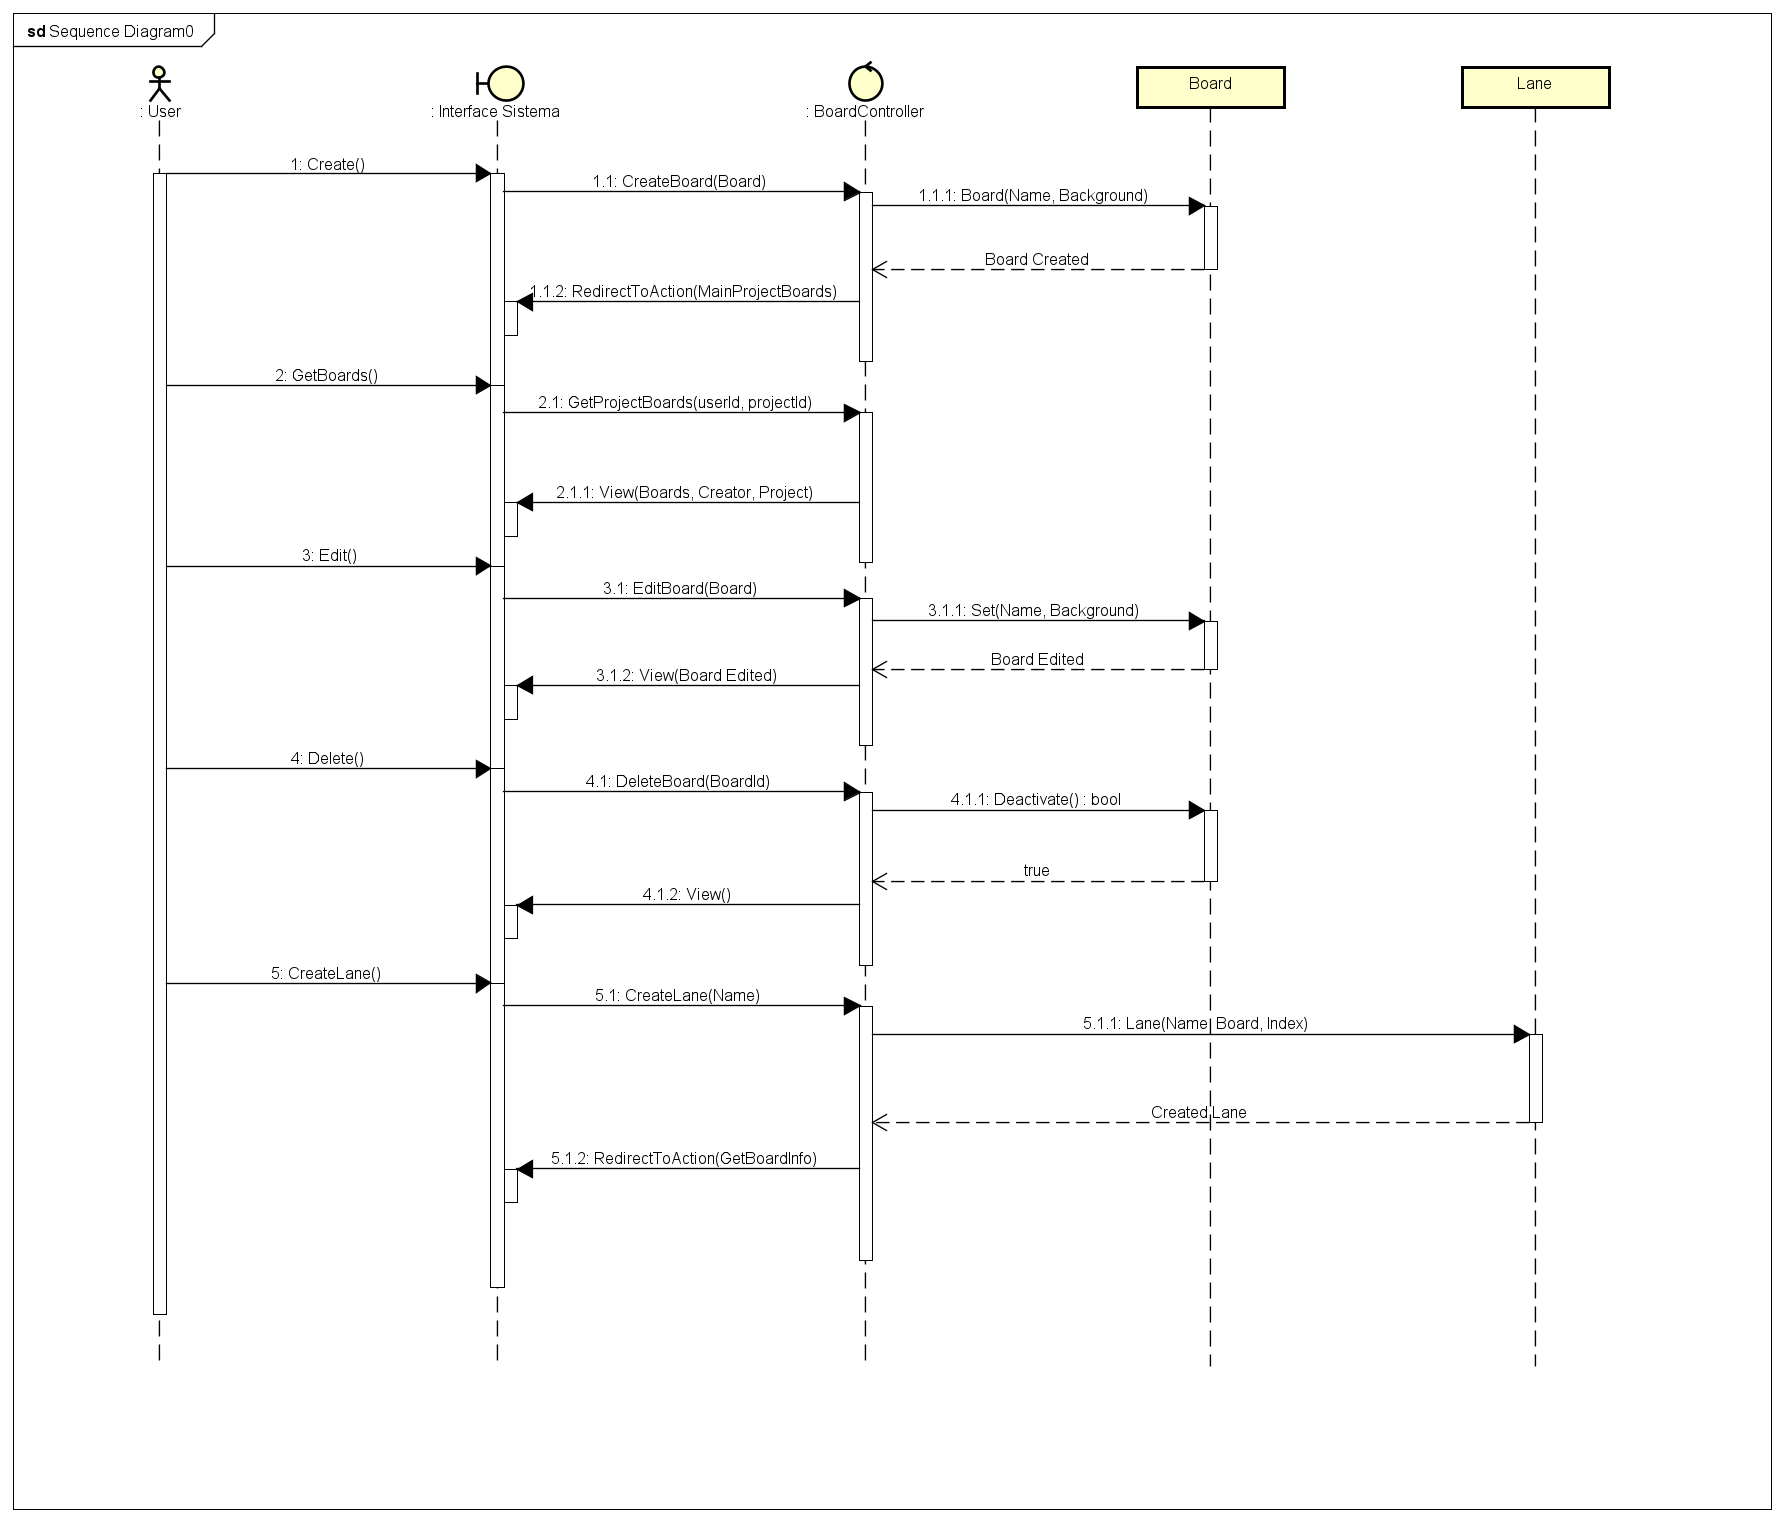 sd Sequence Diagram0
: User
: Interface Sistema
: BoardController
Board
Lane
1: Create()
1.1: CreateBoard(Board)
1.1.1: Board(Name, Background)
Board Created
1.1.2: RedirectToAction(MainProjectBoards)
2: GetBoards()
2.1: GetProjectBoards(userId, projectId)
2.1.1: View(Boards, Creator, Project)
3: Edit()
3.1: EditBoard(Board)
3.1.1: Set(Name, Background)
Board Edited
3.1.2: View(Board Edited)
4: Delete()
4.1: DeleteBoard(BoardId)
4.1.1: Deactivate() : bool
true
4.1.2: View()
5: CreateLane()
5.1: CreateLane(Name)
5.1.1: Lane(Name, Board, Index)
Created Lane
5.1.2: RedirectToAction(GetBoardInfo)